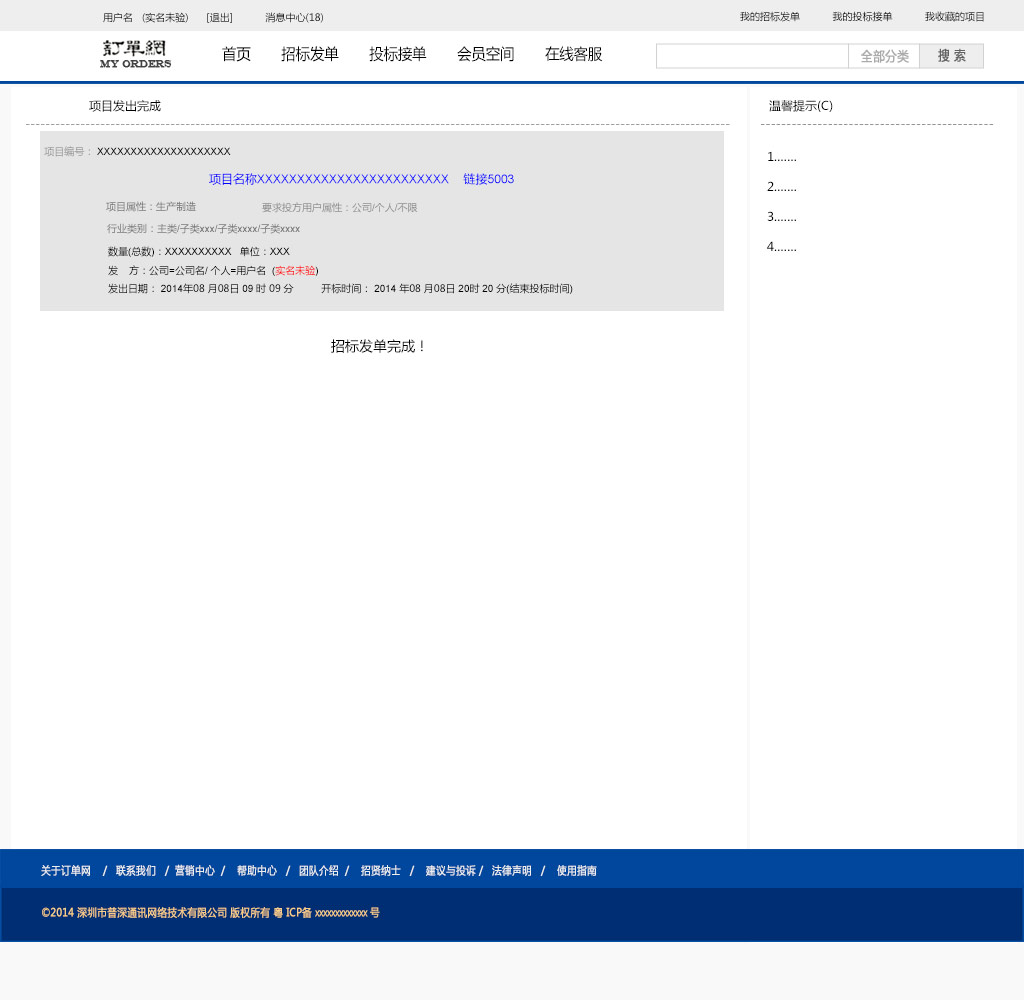 用户名 (实名未验) [退出] 消息中心(18) 我的招标发单 我的投标接单 我收藏的项目
訂單網
MY ORDERS
首页 招标发单 投标接单 会员空间 在线客服 全部分类 搜 索
项目发出完成
项目编号： XXXXXXXXXXXXXXXXXXXX
项目名称XXXXXXXXXXXXXXXXXXXXXXXX 链接5003
项目属性：生产制造 要求投方用户属性：公司/个人/不限
行业类别：主类/子类xxx/子类xxxx/子类xxxx
数量(总数)：XXXXXXXXXX 单位：XXX
发 方：公司=公司名/ 个人=用户名 (实名未验)
发出日期： 2014年08 月08日 09 时 09 分 开标时间： 2014 年08 月08日 20时 20 分(结束投标时间)
招标发单完成！
温馨提示(C)
1.......
2.......
3.......
4.......
关于订单网 / 联系我们 / 营销中心 / 帮助中心 / 团队介绍 / 招贤纳士 / 建议与投诉 / 法律声明 / 使用指南
©2014 深圳市普深通讯网络技术有限公司 版权所有 粤 ICP备 xxxxxxxxxxxx 号